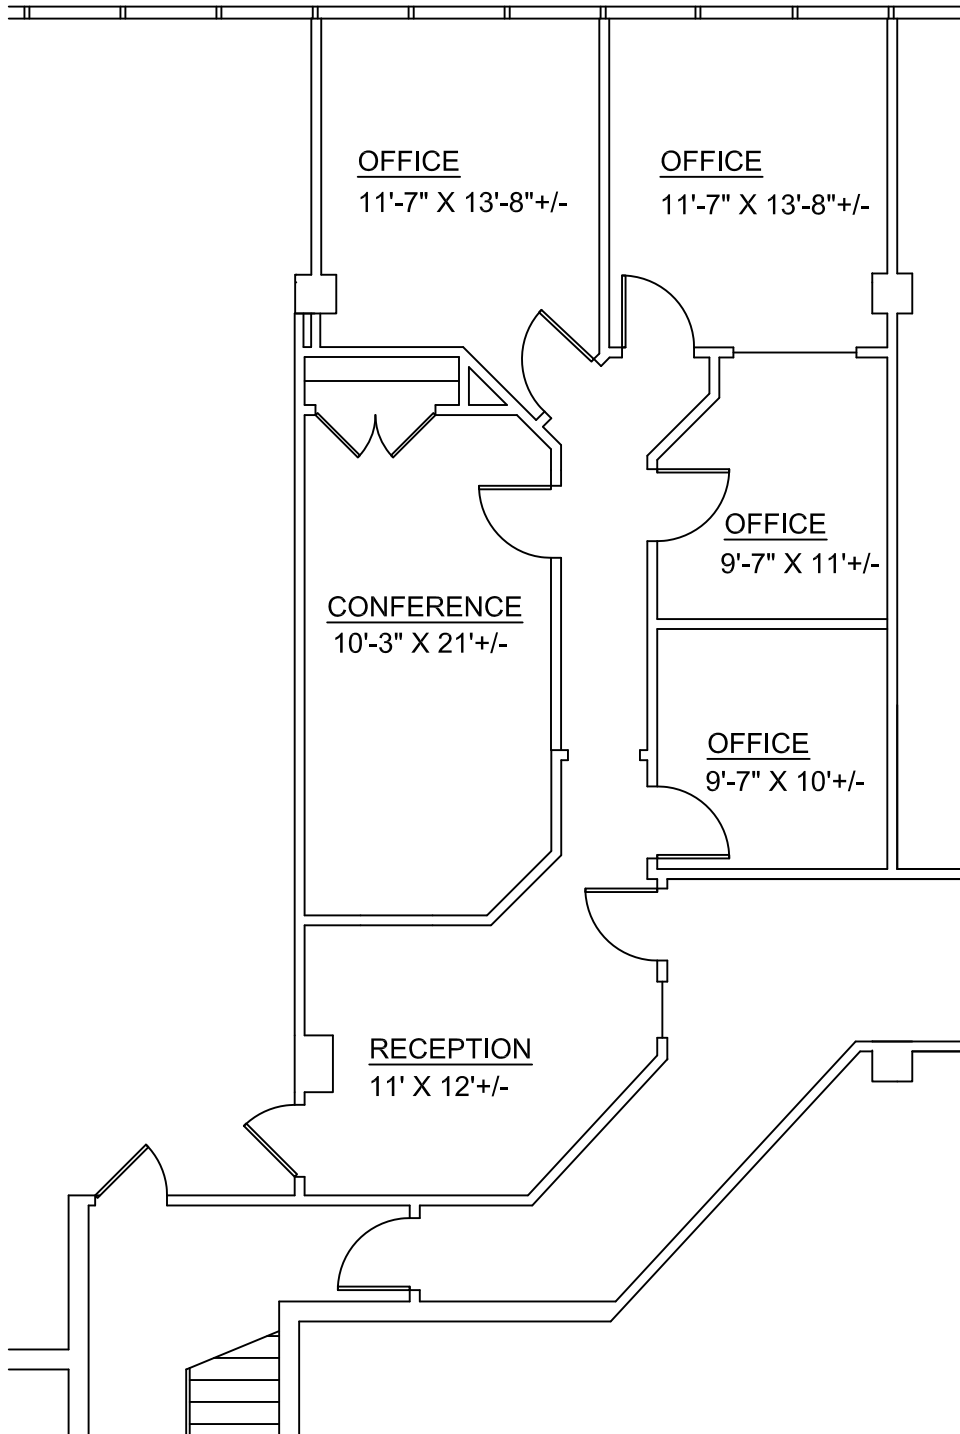 OFFICE
11'-7" X 13'-8"+/-
OFFICE
11'-7" X 13'-8"+/-
OFFICE
9'-7" X 11'+/-
CONFERENCE
10'-3" X 21'+/-
OFFICE
9'-7" X 10'+/-
RECEPTION
11' X 12'+/-